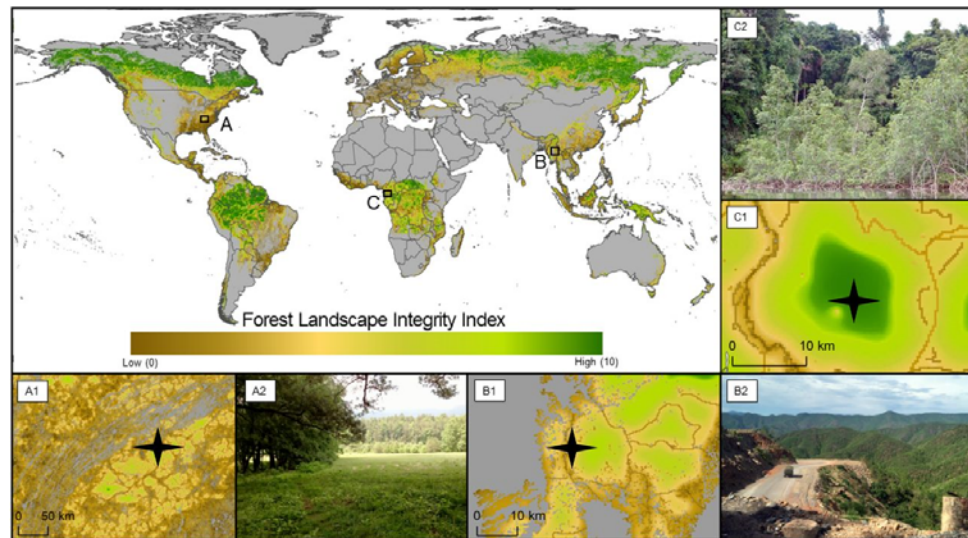 C2
A
B
C
C1
Forest Landscape Integrity Index
Low (0)
High (10)
0
10 km
A1
0
50 km
A2
B1
0
10 km
B2